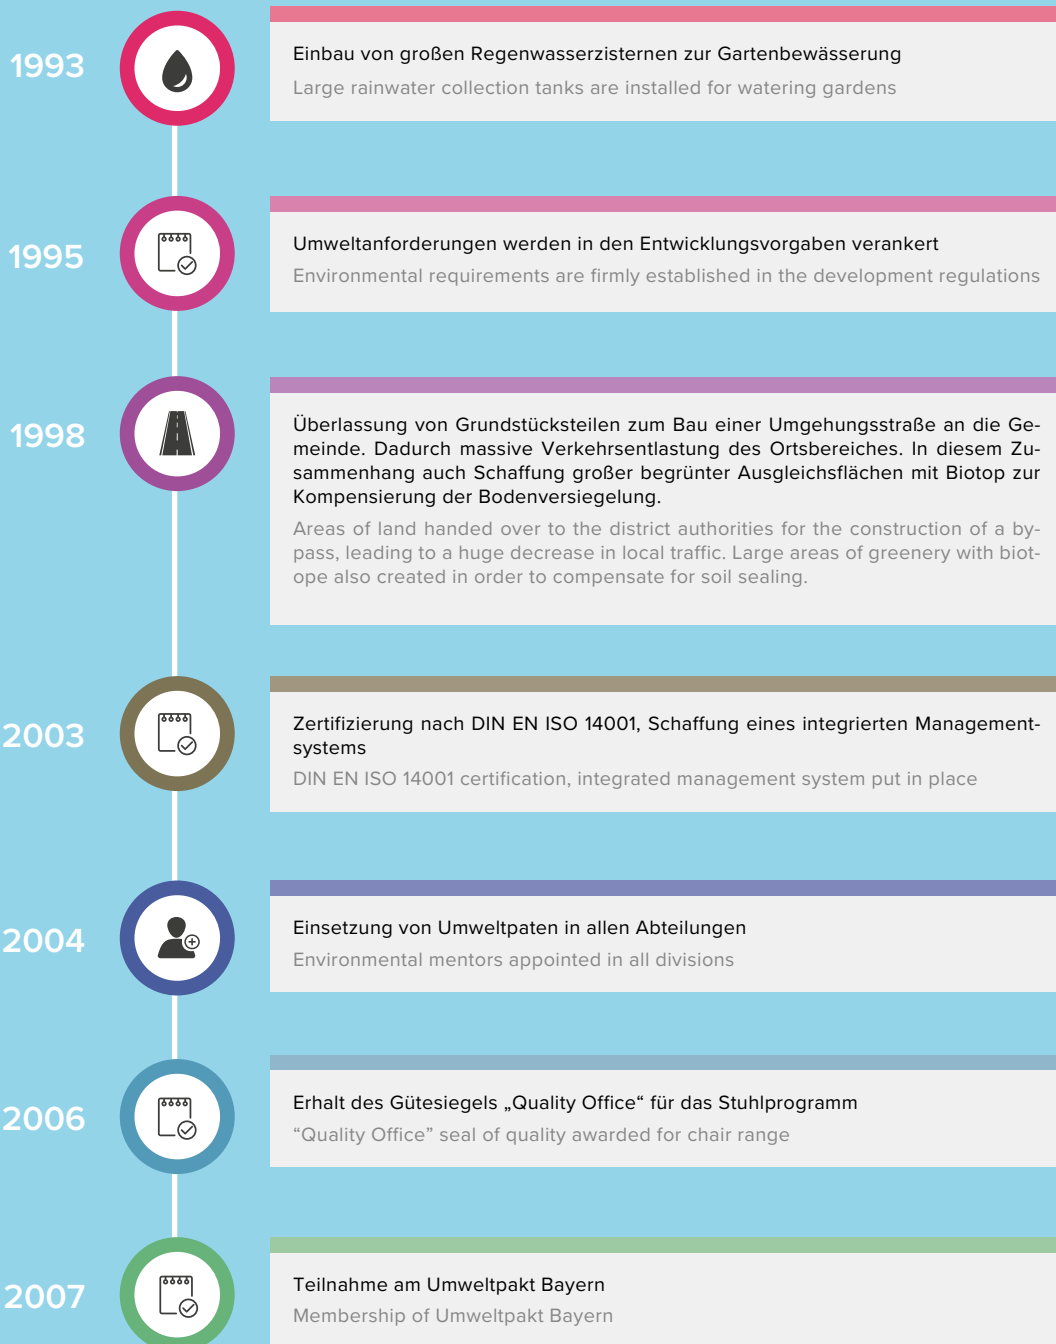 1993
Einbau von großen Regenwasserzisternen zur Gartenbewässerung
Large rainwater collection tanks are installed for watering gardens
1995
Umweltanforderungen werden in den Entwicklungsvorgaben verankert
Environmental requirements are firmly established in the development regulations
1998
Überlassung von Grundstücksteilen zum Bau einer Umgehungsstraße an die Ge-
meinde. Dadurch massive Verkehrsentlastung des Ortsbereiches. In diesem Zu-
sammenhang auch Schaffung großer begrünter Ausgleichsflächen mit Biotop zur
Kompensierung der Bodenversiegelung.
Areas of land handed over to the district authorities for the construction of a by-
pass, leading to a huge decrease in local traffic. Large areas of greenery with biot-
ope also created in order to compensate for soil sealing.
2003
Zertifizierung nach DIN EN ISO 14001, Schaffung eines integrierten Management-
systems
DIN EN ISO 14001 certification, integrated management system put in place
2004
Einsetzung von Umweltpaten in allen Abteilungen
Environmental mentors appointed in all divisions
2006
Erhalt des Gütesiegels „Quality Office“ für das Stuhlprogramm
“Quality Office” seal of quality awarded for chair range
2007
Teilnahme am Umweltpakt Bayern
Membership of Umweltpakt Bayern